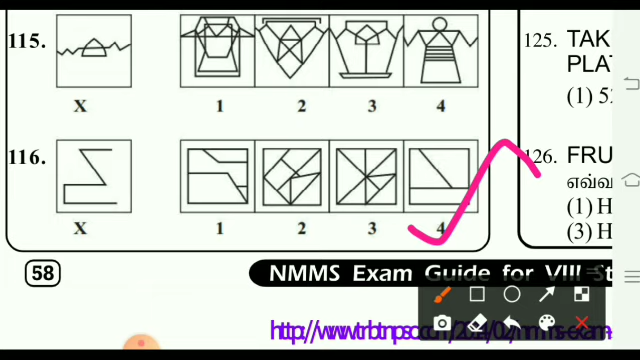 115.
X 1 2 3 4
125. TAK
PLAT
(1) 5
116.
X 1 2 3 4
126. FRU
எவ்வ
(1) H
(3) H
58
NMMS Exam Guide for VIII St